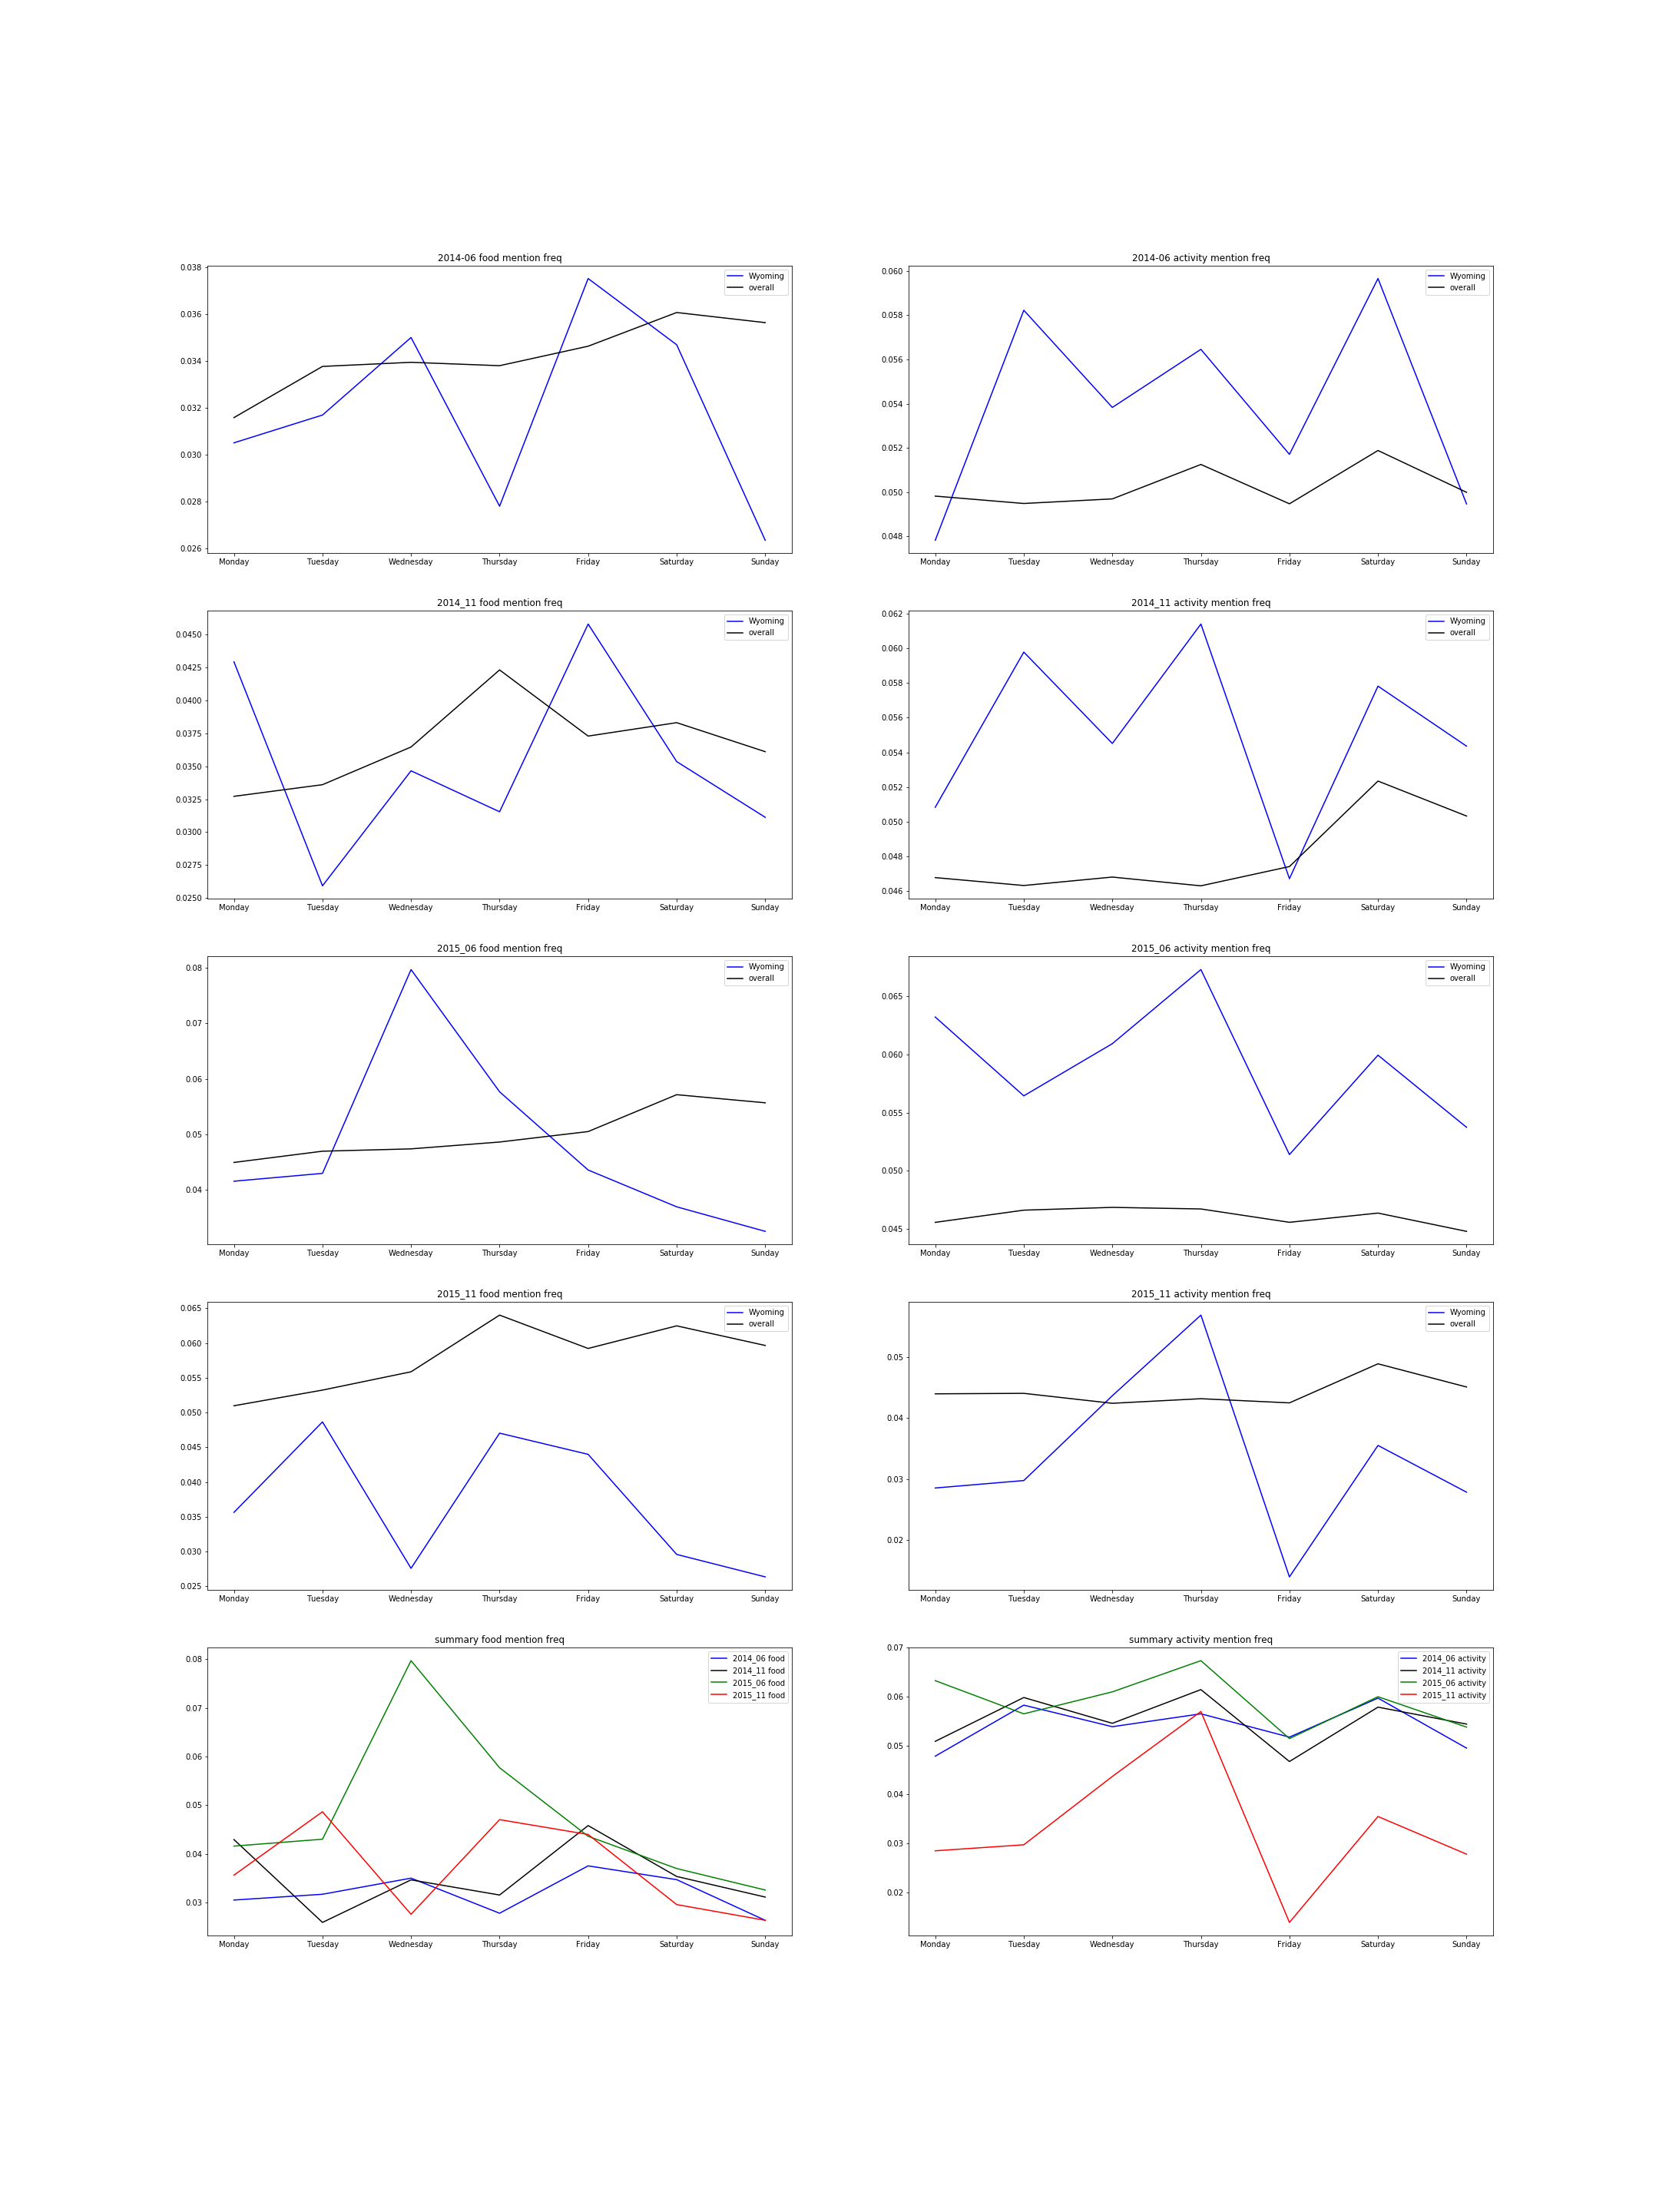 2014-06 food mention freq
0.038
0.036
0.034
0.032
0.030
0.028
0.026
Wyoming
overall
Monday Tuesday Wednesday Thursday Friday Saturday Sunday
2014-06 activity mention freq
0.060
0.058
0.056
0.054
0.052
0.050
0.048
Wyoming
overall
Monday Tuesday Wednesday Thursday Friday Saturday Sunday
2014_11 food mention freq
0.0450
0.0425
0.0400
0.0375
0.0350
0.0325
0.0300
0.0275
0.0250
Wyoming
overall
Monday Tuesday Wednesday Thursday Friday Saturday Sunday
2014_11 activity mention freq
0.062
0.060
0.058
0.056
0.054
0.052
0.050
0.048
0.046
Wyoming
overall
Monday Tuesday Wednesday Thursday Friday Saturday Sunday
2015_06 food mention freq
0.08
0.07
0.06
0.05
0.04
Wyoming
overall
Monday Tuesday Wednesday Thursday Friday Saturday Sunday
2015_06 activity mention freq
0.065
0.060
0.055
0.050
0.045
Wyoming
overall
Monday Tuesday Wednesday Thursday Friday Saturday Sunday
2015_11 food mention freq
0.065
0.060
0.055
0.050
0.045
0.040
0.035
0.030
0.025
Wyoming
overall
Monday Tuesday Wednesday Thursday Friday Saturday Sunday
2015_11 activity mention freq
0.05
0.04
0.03
0.02
Wyoming
overall
Monday Tuesday Wednesday Thursday Friday Saturday Sunday
summary food mention freq
0.08
0.07
0.06
0.05
0.04
0.03
2014_06 food
2014_11 food
2015_06 food
2015_11 food
Monday Tuesday Wednesday Thursday Friday Saturday Sunday
summary activity mention freq
0.07
0.06
0.05
0.04
0.03
0.02
2014_06 activity
2014_11 activity
2015_06 activity
2015_11 activity
Monday Tuesday Wednesday Thursday Friday Saturday Sunday